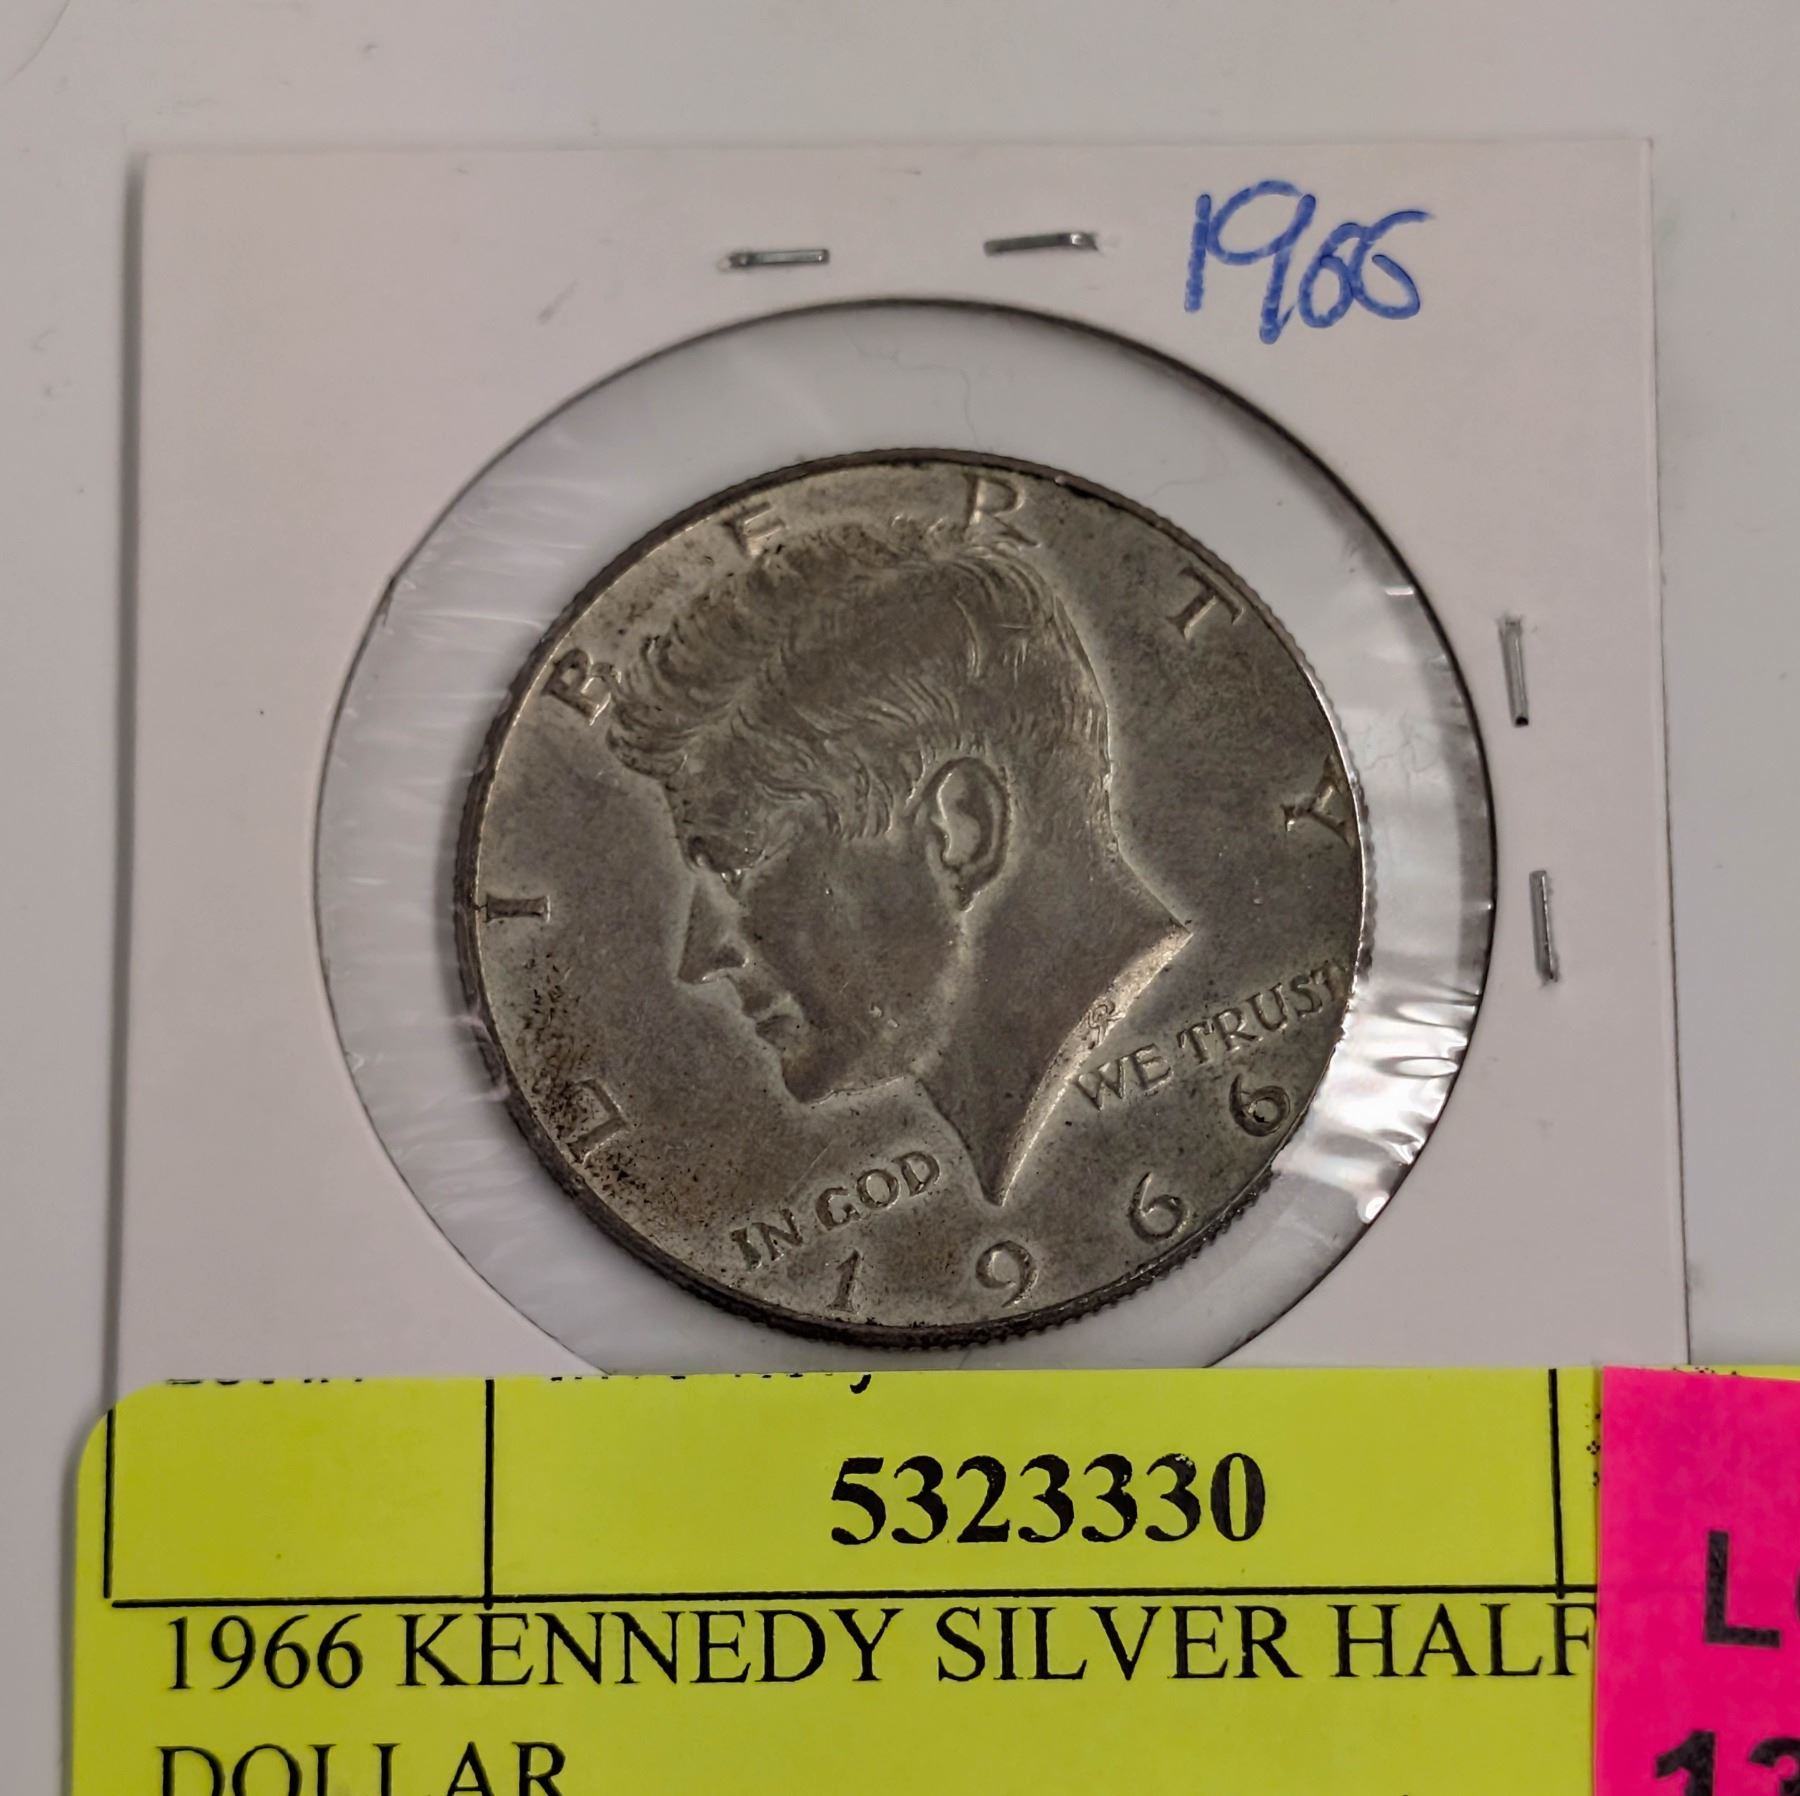 1966
LIBERTY
IN GOD WE TRUST
1966
5323330
1966 KENNEDY SILVER HALF
DOLLAR